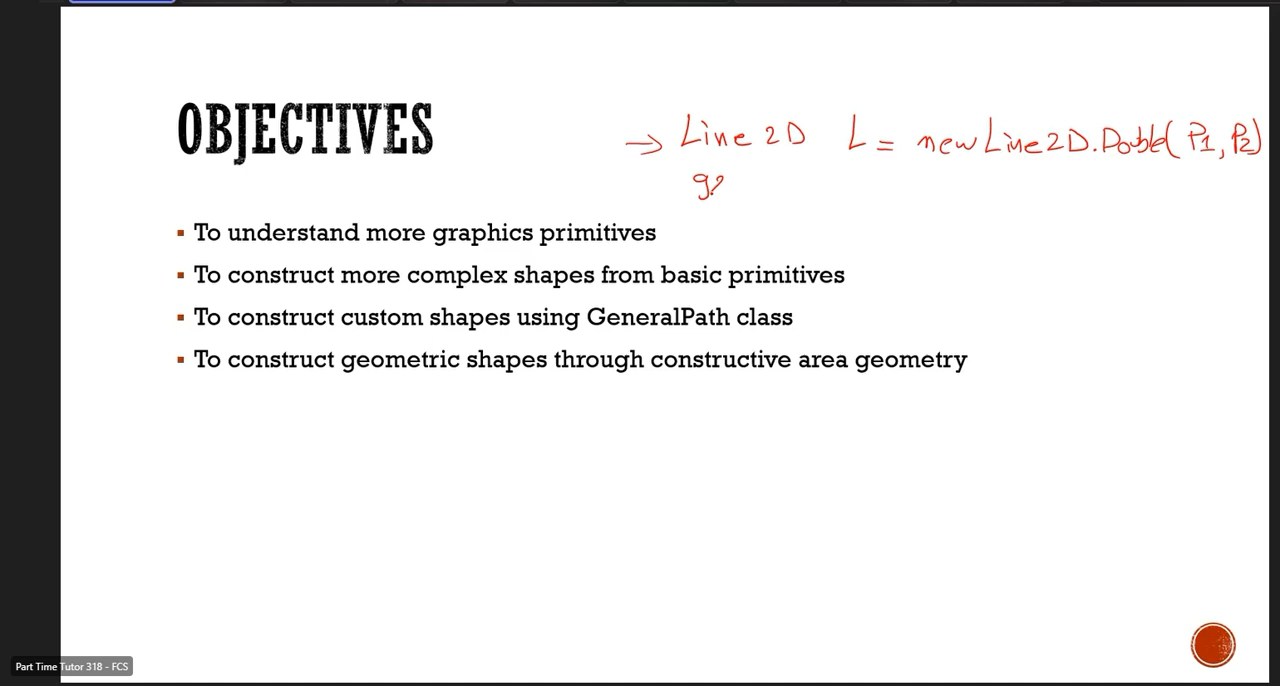 OBJECTIVES
→ Line2D L = new Line2D.Double(P1, P2)
g2
▪ To understand more graphics primitives
▪ To construct more complex shapes from basic primitives
▪ To construct custom shapes using GeneralPath class
▪ To construct geometric shapes through constructive area geometry
Part Time Tutor 318 - FCS